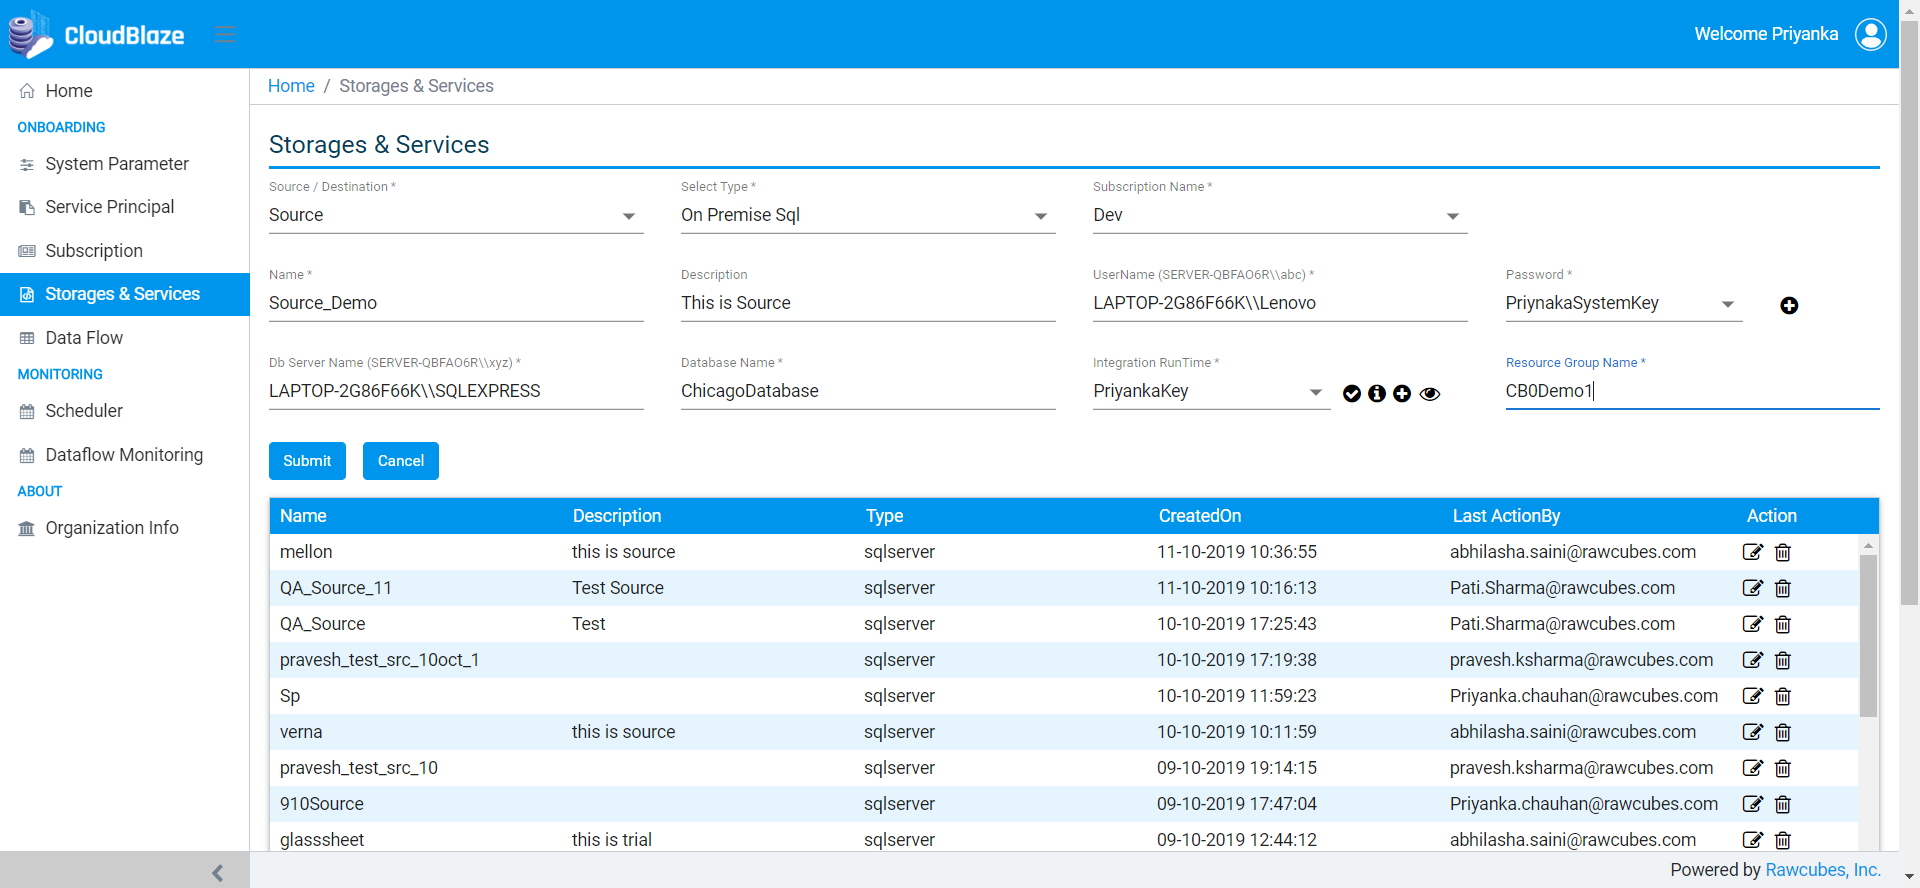 CloudBlaze
Welcome Priyanka
Home
ONBOARDING
System Parameter
Service Principal
Subscription
Storages & Services
Data Flow
MONITORING
Scheduler
Dataflow Monitoring
ABOUT
Organization Info
Home / Storages & Services
Storages & Services
Source / Destination * Select Type * Subscription Name *
Source On Premise Sql Dev
Name * Description UserName (SERVER-QBFAO6R\\abc) * Password *
Source_Demo This is Source LAPTOP-2G86F66K\\Lenovo PriynakaSystemKey
Db Server Name (SERVER-QBFAO6R\\xyz) * Database Name * Integration RunTime * Resource Group Name *
LAPTOP-2G86F66K\\SQLEXPRESS ChicagoDatabase PriyankaKey CB0Demo1
Submit Cancel
Name Description Type CreatedOn Last ActionBy Action
mellon this is source sqlserver 11-10-2019 10:36:55 abhilasha.saini@rawcubes.com
QA_Source_11 Test Source sqlserver 11-10-2019 10:16:13 Pati.Sharma@rawcubes.com
QA_Source Test sqlserver 10-10-2019 17:25:43 Pati.Sharma@rawcubes.com
pravesh_test_src_10oct_1 sqlserver 10-10-2019 17:19:38 pravesh.ksharma@rawcubes.com
Sp sqlserver 10-10-2019 11:59:23 Priyanka.chauhan@rawcubes.com
verna this is source sqlserver 10-10-2019 10:11:59 abhilasha.saini@rawcubes.com
pravesh_test_src_10 sqlserver 09-10-2019 19:14:15 pravesh.ksharma@rawcubes.com
910Source sqlserver 09-10-2019 17:47:04 Priyanka.chauhan@rawcubes.com
glasssheet this is trial sqlserver 09-10-2019 12:44:12 abhilasha.saini@rawcubes.com
Powered by Rawcubes, Inc.